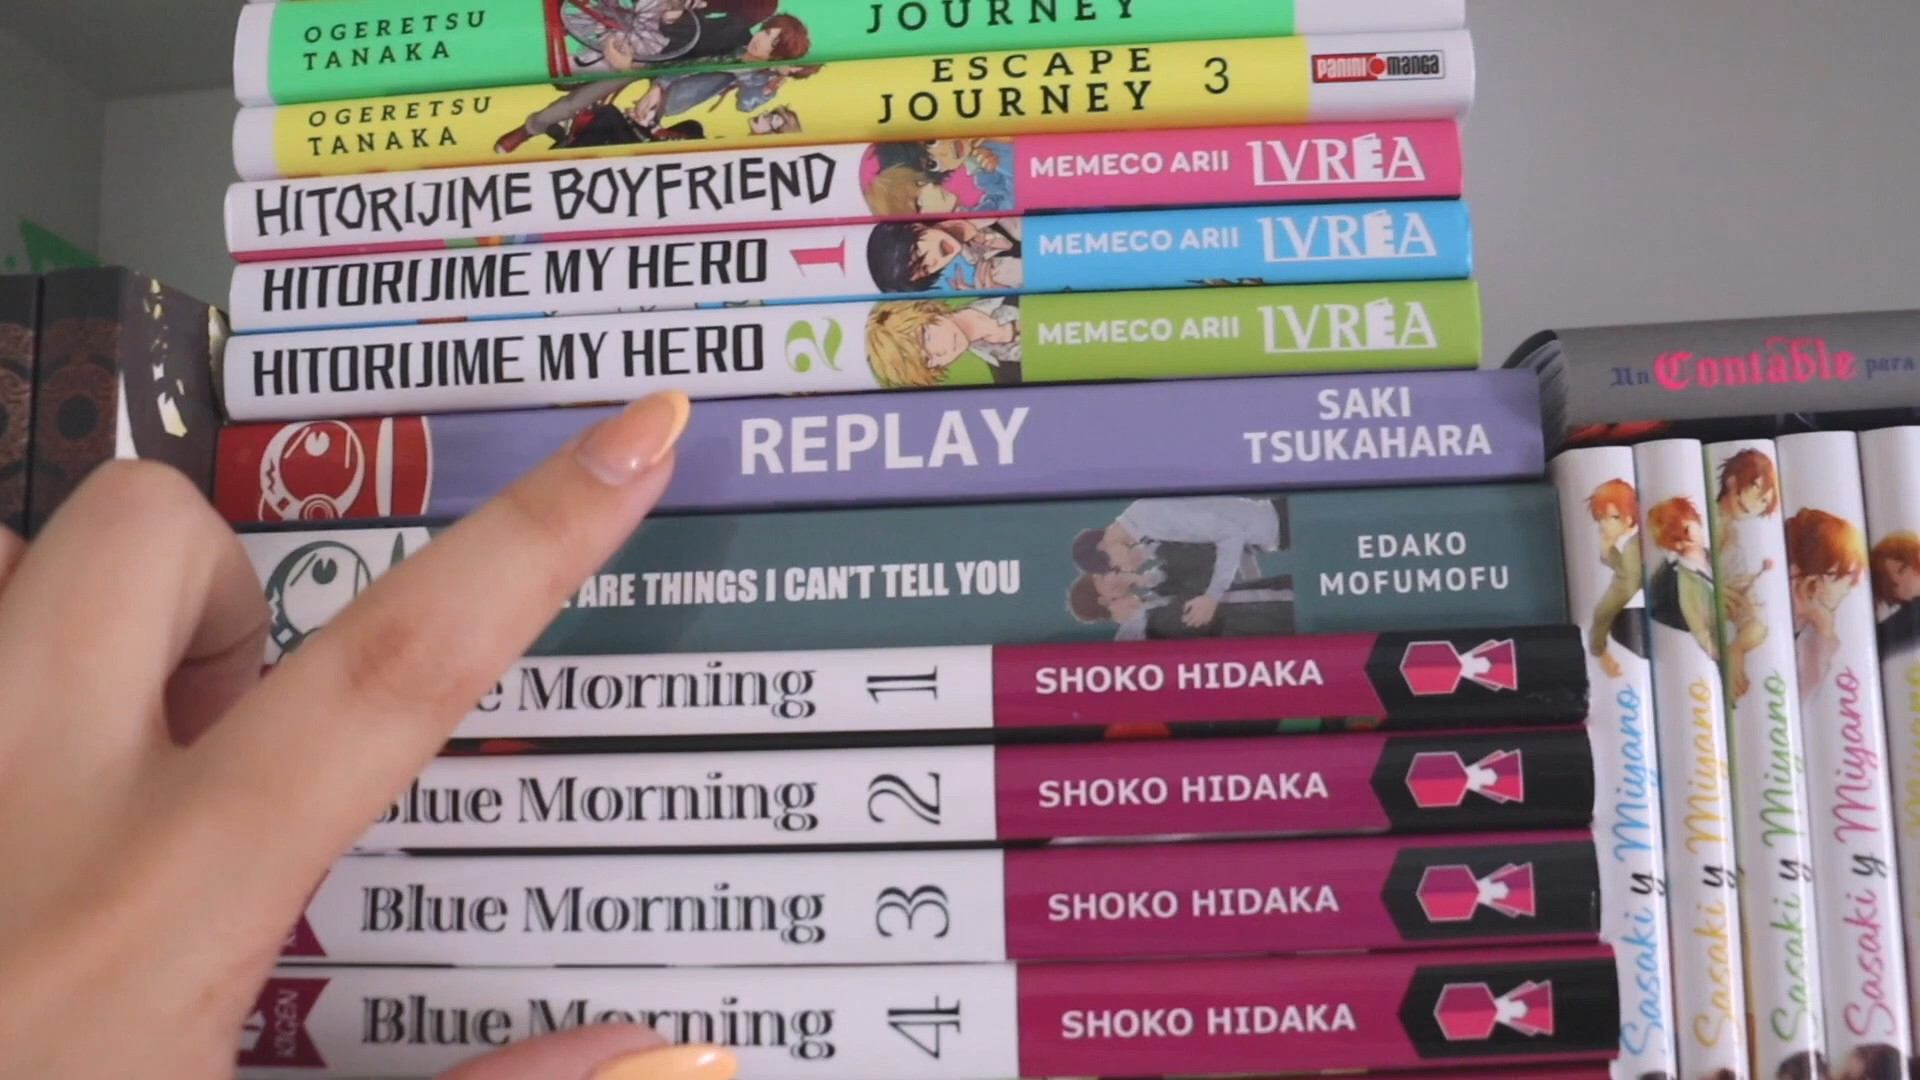 OGERETSU
TANAKA
JOURNEY
OGERETSU
TANAKA
ESCAPE
JOURNEY
3
panini manga
HITORIJIME BOYFRIEND
MEMECO ARII
IVREA
HITORIJIME MY HERO 1
MEMECO ARII
IVREA
HITORIJIME MY HERO 2
MEMECO ARII
IVREA
REPLAY
SAKI
TSUKAHARA
ARE THINGS I CAN'T TELL YOU
EDAKO
MOFUMOFU
Morning 1
SHOKO HIDAKA
Blue Morning 2
SHOKO HIDAKA
Blue Morning 3
SHOKO HIDAKA
KAIGEN
Blue Morning 4
SHOKO HIDAKA
Un Contable para
Sasaki y Miyano
Sasaki y Miyano
Sasaki y Miyano
Sasaki y Miyano
Miyano